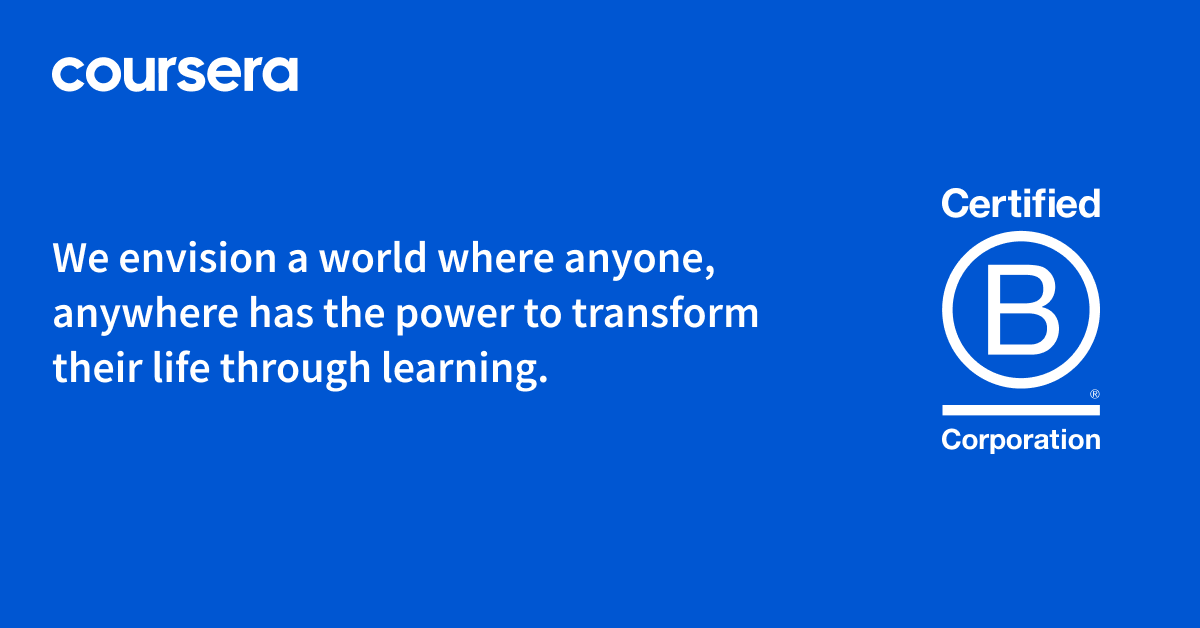 coursera
We envision a world where anyone,
anywhere has the power to transform
their life through learning.
Certified
B
®
Corporation